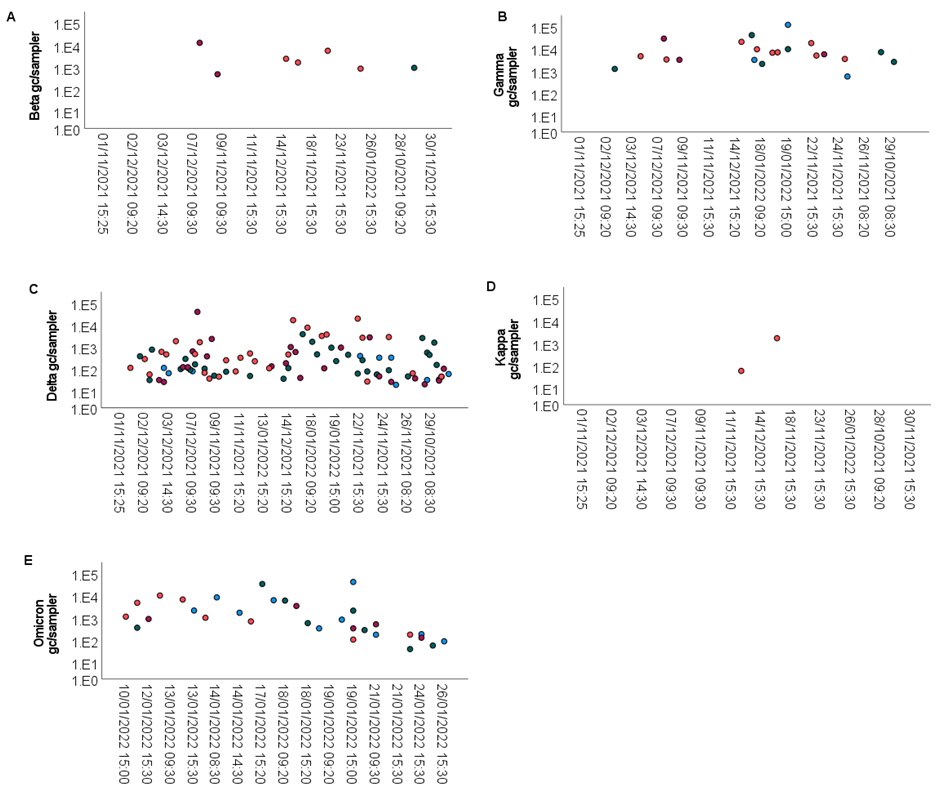 A
Beta gc/sampler
1.E5
1.E4
1.E3
1.E2
1.E1
1.E0
01/11/2021 15:25
02/12/2021 09:20
03/12/2021 14:30
07/12/2021 09:30
09/11/2021 09:30
11/11/2021 15:30
14/12/2021 15:20
18/11/2021 15:30
23/11/2021 15:30
26/01/2022 15:30
28/10/2021 09:20
30/11/2021 15:30
B
Gamma
gc/sampler
1.E5
1.E4
1.E3
1.E2
1.E1
1.E0
01/11/2021 15:25
02/12/2021 09:20
03/12/2021 14:30
07/12/2021 09:30
09/11/2021 09:30
11/11/2021 15:30
14/12/2021 15:20
18/01/2022 09:20
19/01/2022 15:00
22/11/2021 15:30
24/11/2021 15:30
26/11/2021 08:20
29/10/2021 08:30
C
Delta gc/sampler
1.E5
1.E4
1.E3
1.E2
1.E1
1.E0
01/11/2021 15:25
02/12/2021 09:20
03/12/2021 14:30
07/12/2021 09:30
09/11/2021 09:30
11/11/2021 15:20
13/01/2022 15:20
14/12/2021 15:20
18/01/2022 09:20
19/01/2022 15:00
22/11/2021 09:30
24/11/2021 15:30
26/11/2021 08:20
29/10/2021 08:30
D
Kappa
gc/sampler
1.E5
1.E4
1.E3
1.E2
1.E1
1.E0
01/11/2021 15:25
02/12/2021 09:20
03/12/2021 14:30
07/12/2021 09:30
09/11/2021 09:30
11/11/2021 15:30
14/12/2021 15:20
18/11/2021 15:30
23/11/2021 15:30
26/01/2022 15:30
28/10/2021 09:20
30/11/2021 15:30
E
Omicron
gc/sampler
1.E5
1.E4
1.E3
1.E2
1.E1
1.E0
10/01/2022 15:00
12/01/2022 15:30
13/01/2022 09:30
13/01/2022 15:30
14/01/2022 08:30
14/01/2022 15:30
17/01/2022 15:20
18/01/2022 09:20
18/01/2022 15:30
19/01/2022 09:20
19/01/2022 15:00
21/01/2022 09:30
21/01/2022 15:30
24/01/2022 15:30
26/01/2022 15:30